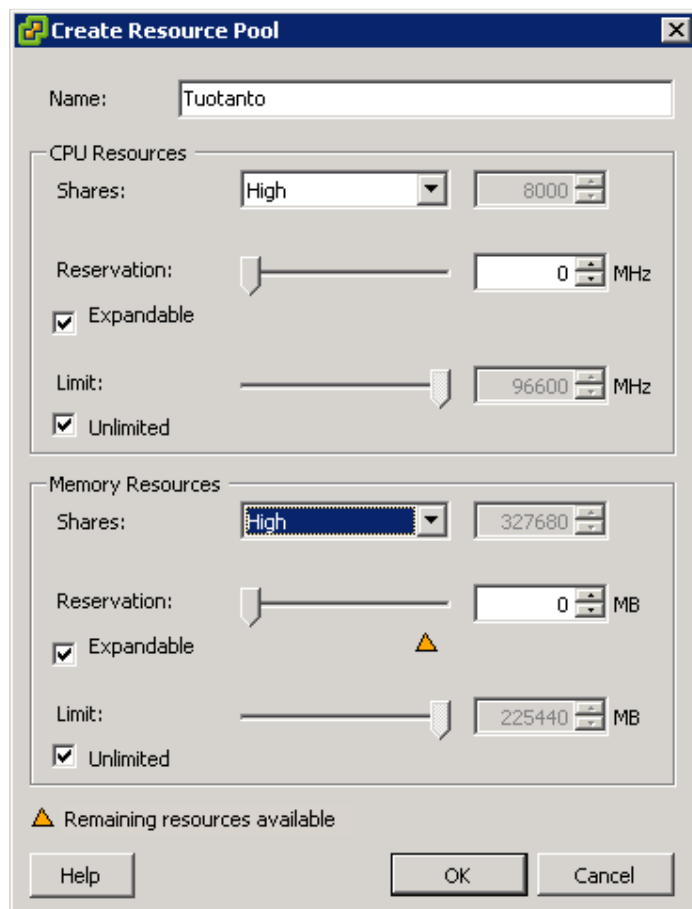 Create Resource Pool
Name: Tuotanto
CPU Resources
Shares: High 8000
Reservation: 0 MHz
Expandable
Limit: 96600 MHz
Unlimited
Memory Resources
Shares: High 327680
Reservation: 0 MB
Expandable
Limit: 225440 MB
Unlimited
Remaining resources available
Help OK Cancel